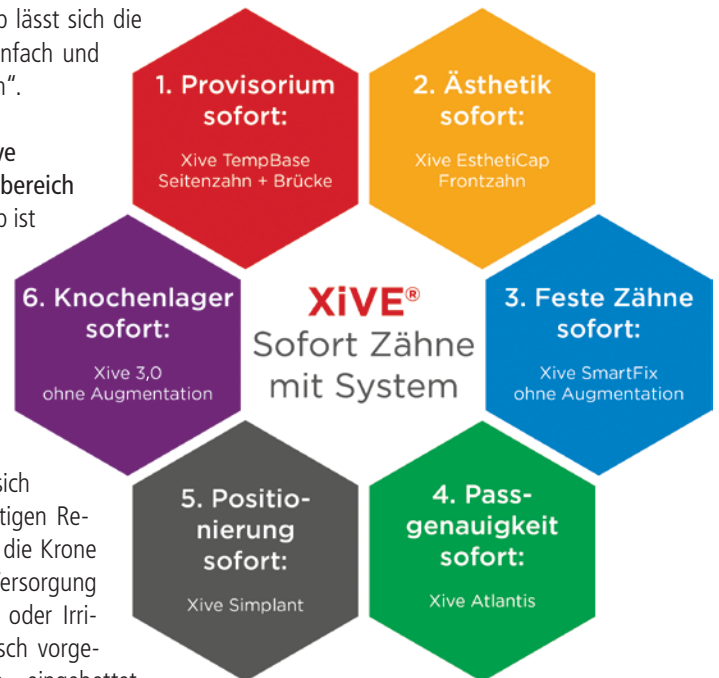 o lässt sich die
nfach und
n“.
ve
bereich
o ist
sich
tigen Re-
die Krone
Versorgung
oder Irri-
sch vorge-
eingebettet
1. Provisorium
sofort:
Xive TempBase
Seitenzahn + Brücke
2. Ästhetik
sofort:
Xive EsthetiCap
Frontzahn
6. Knochenlager
sofort:
Xive 3,0
ohne Augmentation
XiVE®
Sofort Zähne
mit System
3. Feste Zähne
sofort:
Xive SmartFix
ohne Augmentation
5. Positio-
nierung
sofort:
Xive Simplant
4. Pass-
genauigkeit
sofort:
Xive Atlantis